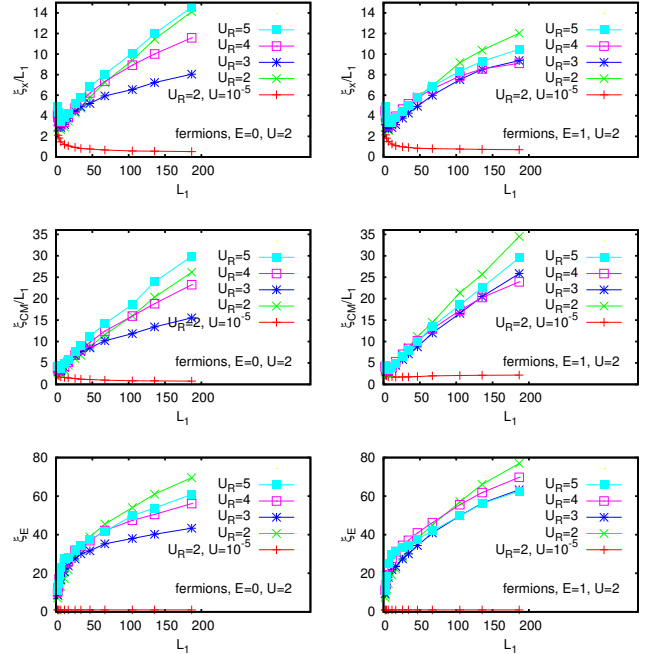 14
12
10
8
6
4
2
0
ξx/L1
0 50 100 150 200
L1
UR=5
UR=4
UR=3
UR=2
UR=2, U=10-5
fermions, E=0, U=2
14
12
10
8
6
4
2
0
ξx/L1
0 50 100 150 200
L1
UR=5
UR=4
UR=3
UR=2
UR=2, U=10-5
fermions, E=1, U=2
35
30
25
20
15
10
5
0
ξCM/L1
0 50 100 150 200
L1
UR=5
UR=4
UR=3
UR=2
UR=2, U=10-5
fermions, E=0, U=2
35
30
25
20
15
10
5
0
ξCM/L1
0 50 100 150 200
L1
UR=5
UR=4
UR=3
UR=2
UR=2, U=10-5
fermions, E=1, U=2
80
60
40
20
0
ξE
0 50 100 150 200
L1
UR=5
UR=4
UR=3
UR=2
UR=2, U=10-5
fermions, E=0, U=2
80
60
40
20
0
ξE
0 50 100 150 200
L1
UR=5
UR=4
UR=3
UR=2
UR=2, U=10-5
fermions, E=1, U=2